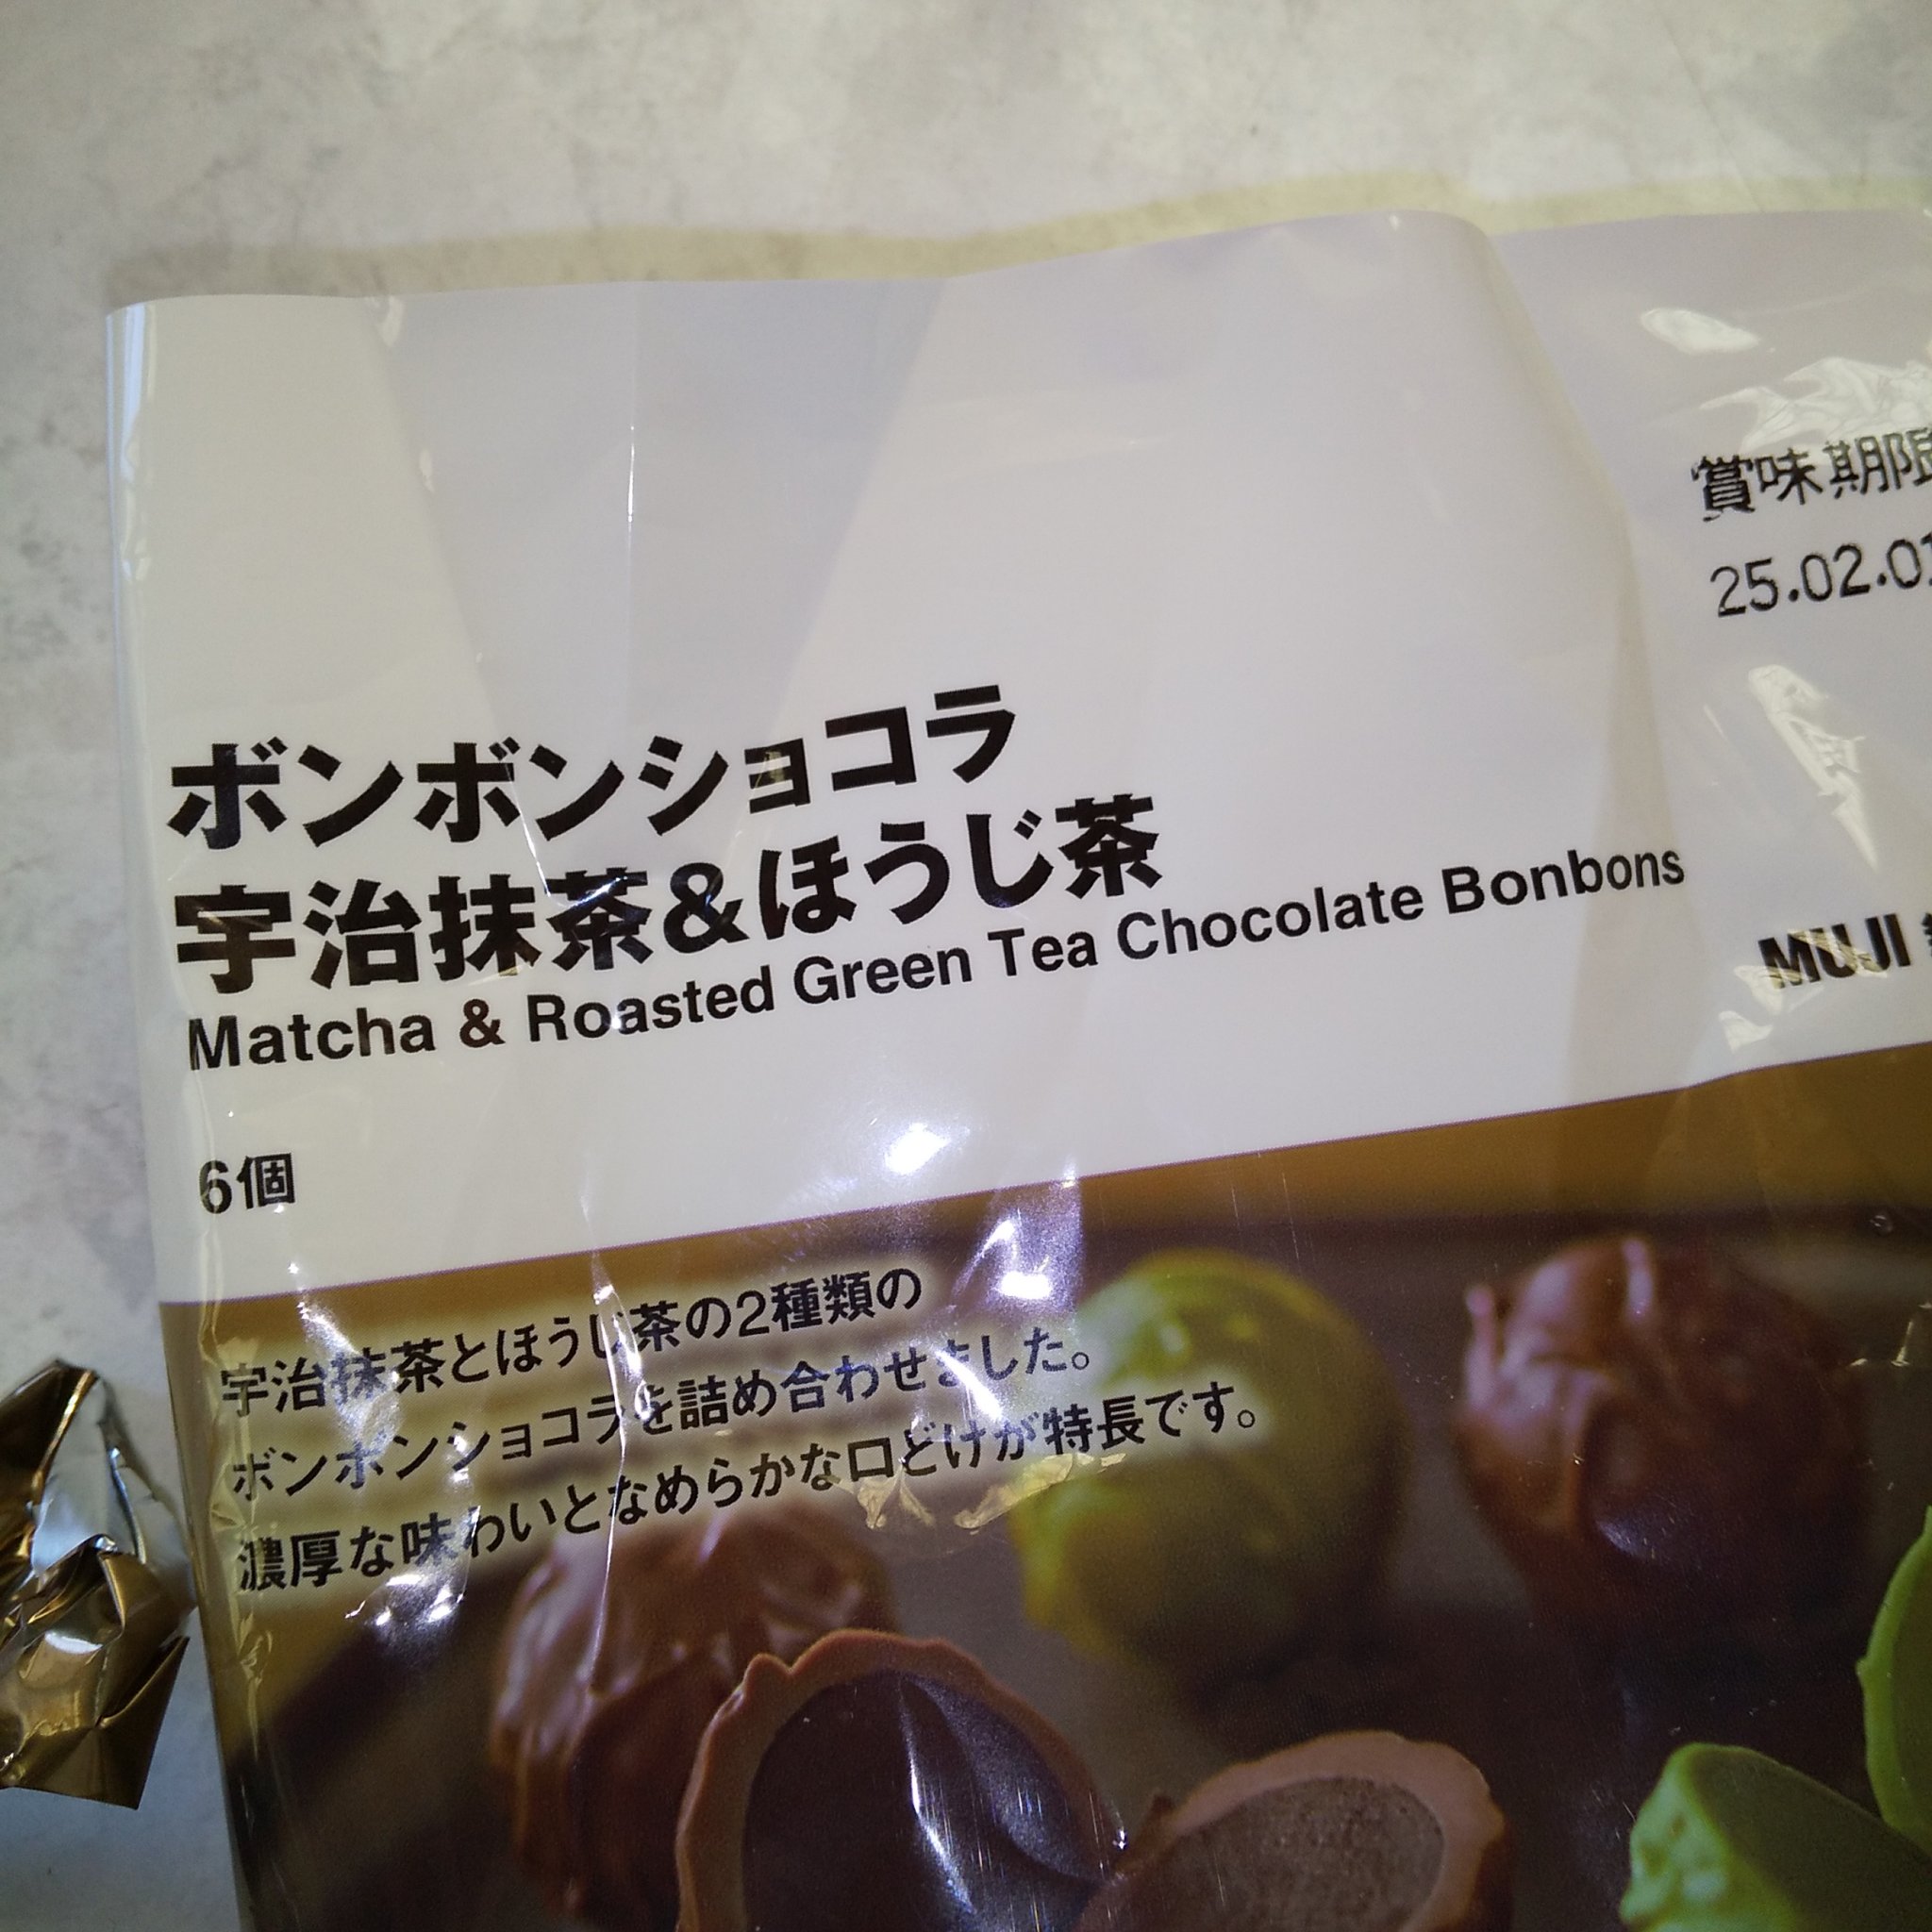 賞味期限
25.02.01
ボンボンショコラ
宇治抹茶&ほうじ茶
Matcha & Roasted Green Tea Chocolate Bonbons
MUJI
6個
宇治抹茶とほうじ茶の2種類の
ボンボンショコラを詰め合わせました。
濃厚な味わいとなめらかな口どけが特長です。